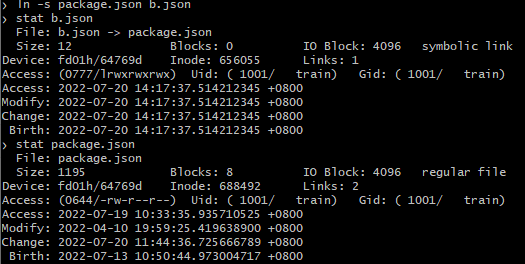 ❯ ln -s package.json b.json
❯ stat b.json
  File: b.json -> package.json
  Size: 12              Blocks: 0          IO Block: 4096   symbolic link
Device: fd01h/64769d    Inode: 656055      Links: 1
Access: (0777/lrwxrwxrwx)  Uid: ( 1001/   train)   Gid: ( 1001/   train)
Access: 2022-07-20 14:17:37.514212345 +0800
Modify: 2022-07-20 14:17:37.514212345 +0800
Change: 2022-07-20 14:17:37.514212345 +0800
 Birth: 2022-07-20 14:17:37.514212345 +0800
❯ stat package.json
  File: package.json
  Size: 1195            Blocks: 8          IO Block: 4096   regular file
Device: fd01h/64769d    Inode: 688492      Links: 2
Access: (0644/-rw-r--r--)  Uid: ( 1001/   train)   Gid: ( 1001/   train)
Access: 2022-07-19 10:33:35.935710525 +0800
Modify: 2022-04-10 19:59:25.419638900 +0800
Change: 2022-07-20 11:44:36.725666789 +0800
 Birth: 2022-07-13 10:50:44.973004717 +0800